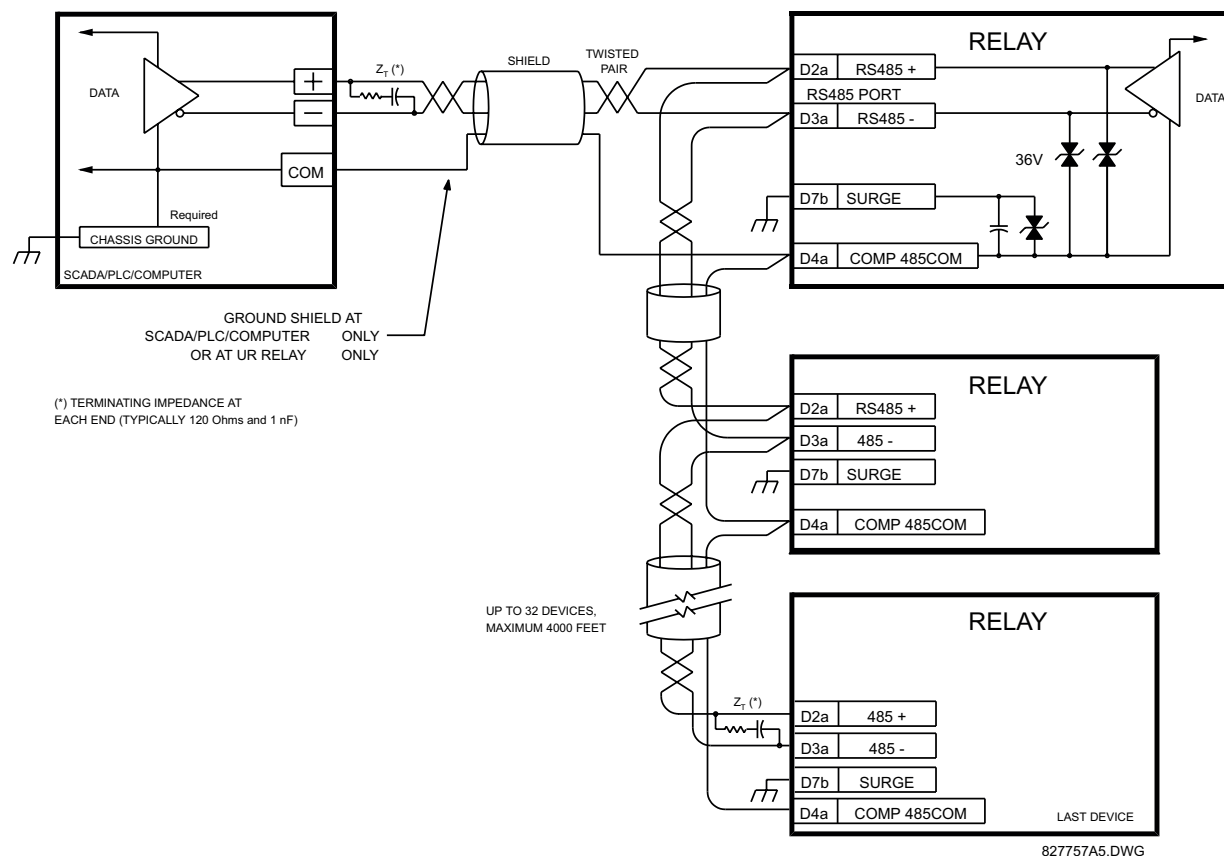 DATA
+
−
COM
Required
CHASSIS GROUND
SCADA/PLC/COMPUTER
ZT (*)
SHIELD
TWISTED
PAIR
GROUND SHIELD AT
SCADA/PLC/COMPUTER ONLY
OR AT UR RELAY ONLY
(*) TERMINATING IMPEDANCE AT
EACH END (TYPICALLY 120 Ohms and 1 nF)
RELAY
D2a RS485 +
RS485 PORT
D3a RS485 -
DATA
36V
D7b SURGE
D4a COMP 485COM
RELAY
D2a RS485 +
D3a 485 -
D7b SURGE
D4a COMP 485COM
UP TO 32 DEVICES,
MAXIMUM 4000 FEET
RELAY
ZT (*)
D2a 485 +
D3a 485 -
D7b SURGE
D4a COMP 485COM
LAST DEVICE
827757A5.DWG